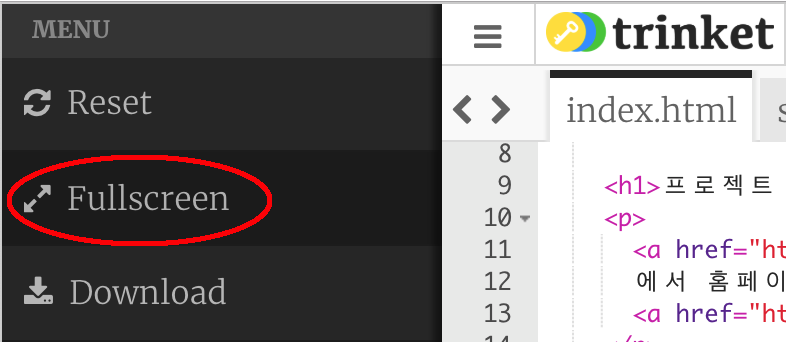 MENU
Reset
Fullscreen
Download
trinket
index.html
8
9 <h1>프로젝트
10 <p>
11 <a href="ht
12 에서 홈페이
13 <a href="ht
14